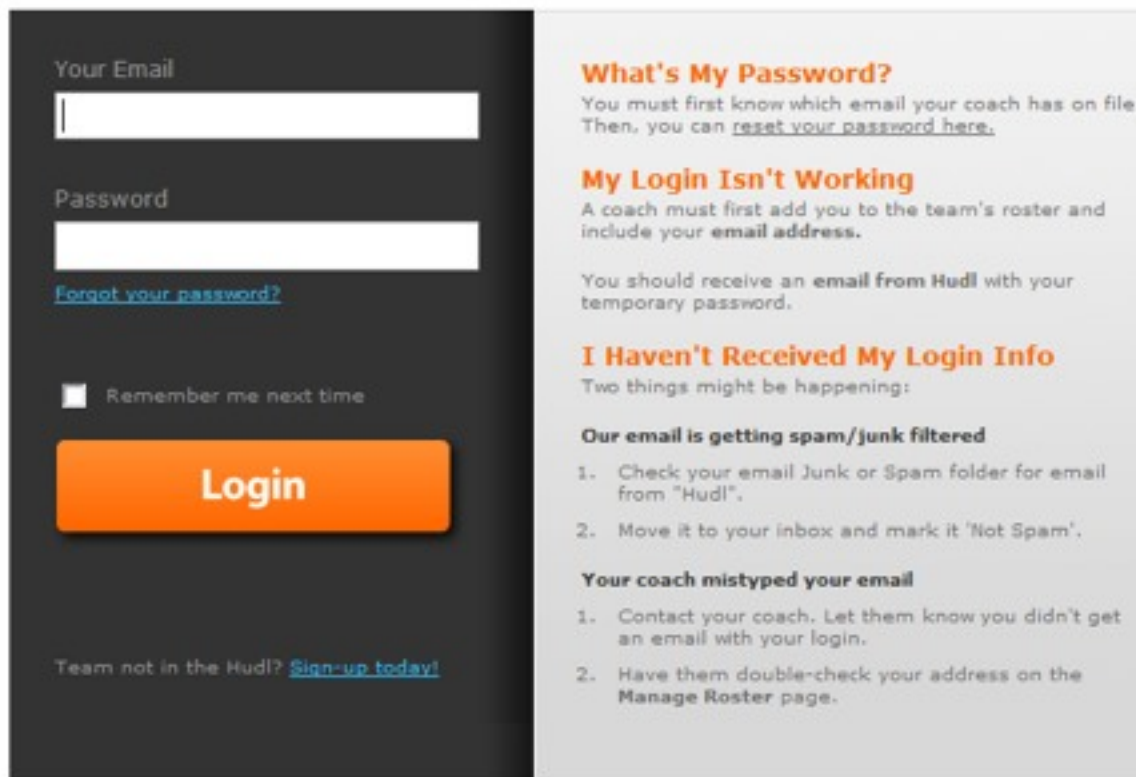 Your Email
Password
Forgot your password?
Remember me next time
Login
Team not in the Hudl? Sign-up today!
What's My Password?
You must first know which email your coach has on file
Then, you can reset your password here.
My Login Isn't Working
A coach must first add you to the team's roster and
include your email address.
You should receive an email from Hudl with your
temporary password.
I Haven't Received My Login Info
Two things might be happening:
Our email is getting spam/junk filtered
1. Check your email Junk or Spam folder for email
from "Hudl".
2. Move it to your inbox and mark it 'Not Spam'.
Your coach mistyped your email
1. Contact your coach. Let them know you didn't get
an email with your login.
2. Have them double-check your address on the
Manage Roster page.